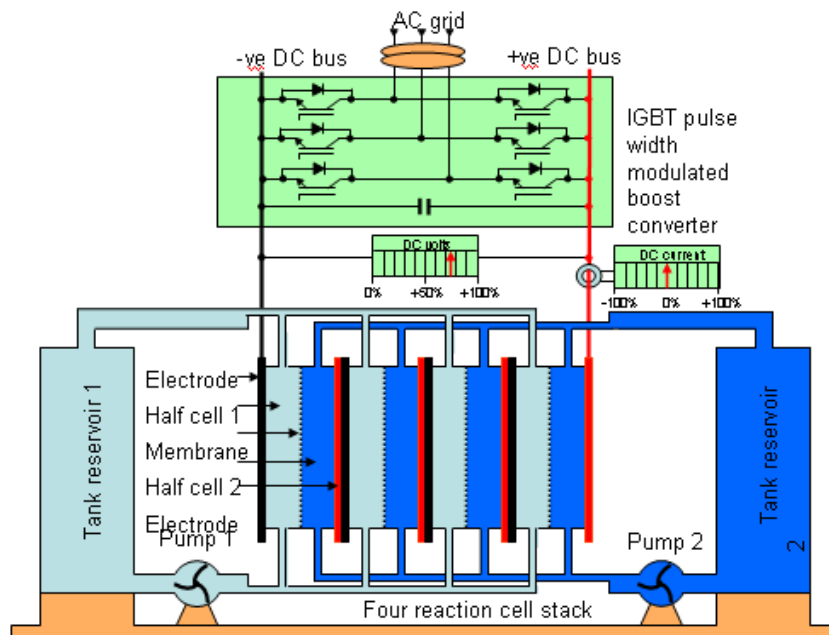 AC grid
-ve DC bus
+ve DC bus
IGBT pulse
width
modulated
boost
converter
DC volts
0%
+50%
+100%
DC current
-100%
0%
+100%
Tank reservoir 1
Electrode
Half cell 1
Membrane
Half cell 2
Electrode
Pump 1
Pump 2
Tank reservoir
2
Four reaction cell stack